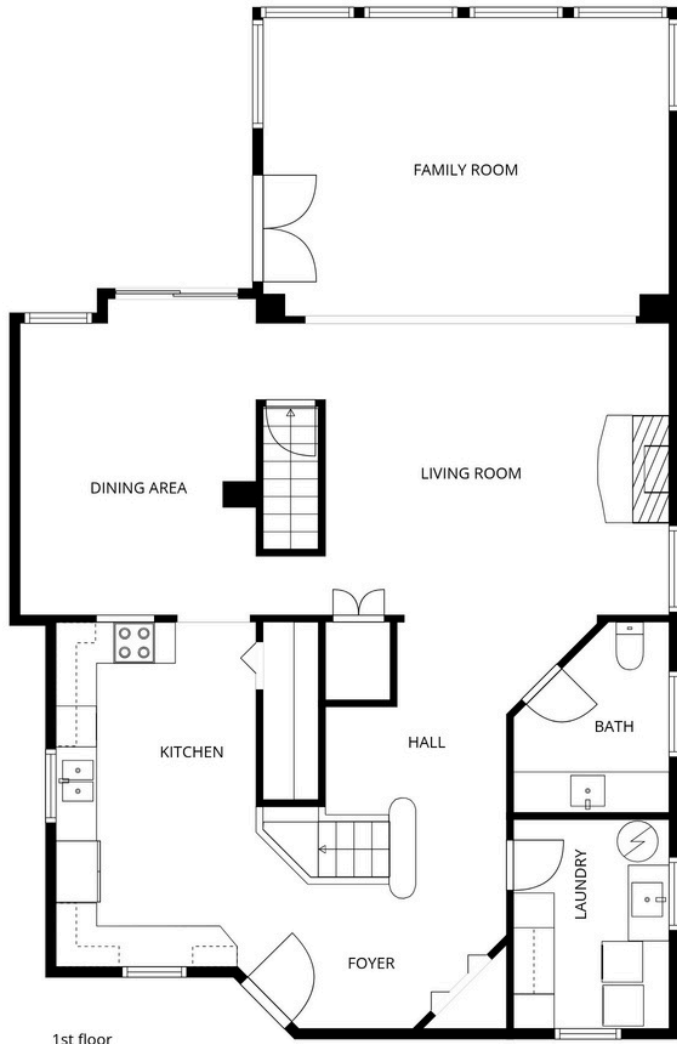 FAMILY ROOM
DINING AREA
LIVING ROOM
KITCHEN
HALL
BATH
LAUNDRY
FOYER
1st floor